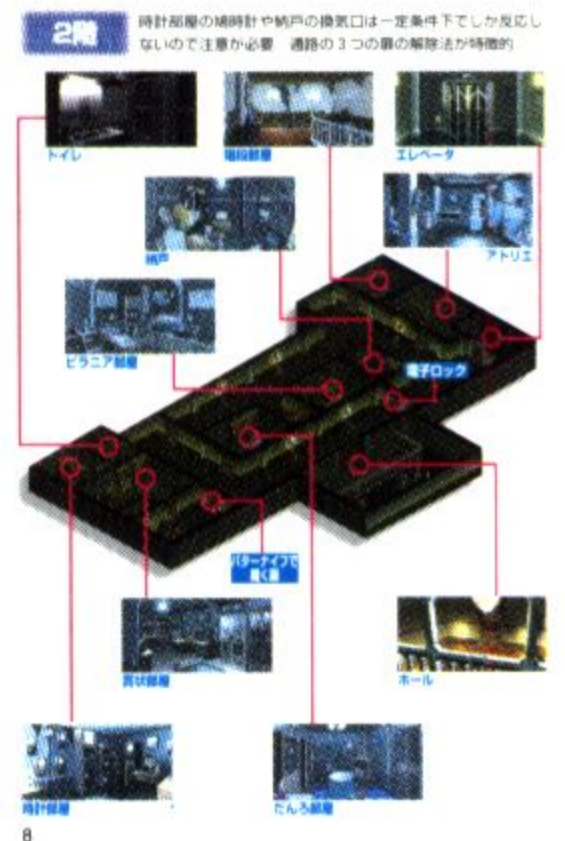 2階
時計部屋の鳩時計や納戸の換気口は一定条件下でしか反応し
ないので注意が必要　通路の3つの扉の解除法が特徴的
トイレ
階段部屋
エレベータ
納戸
アトリエ
ピラニア部屋
電子ロック
バターナイフで
開く扉
賞状部屋
ホール
時計部屋
だんろ部屋
8